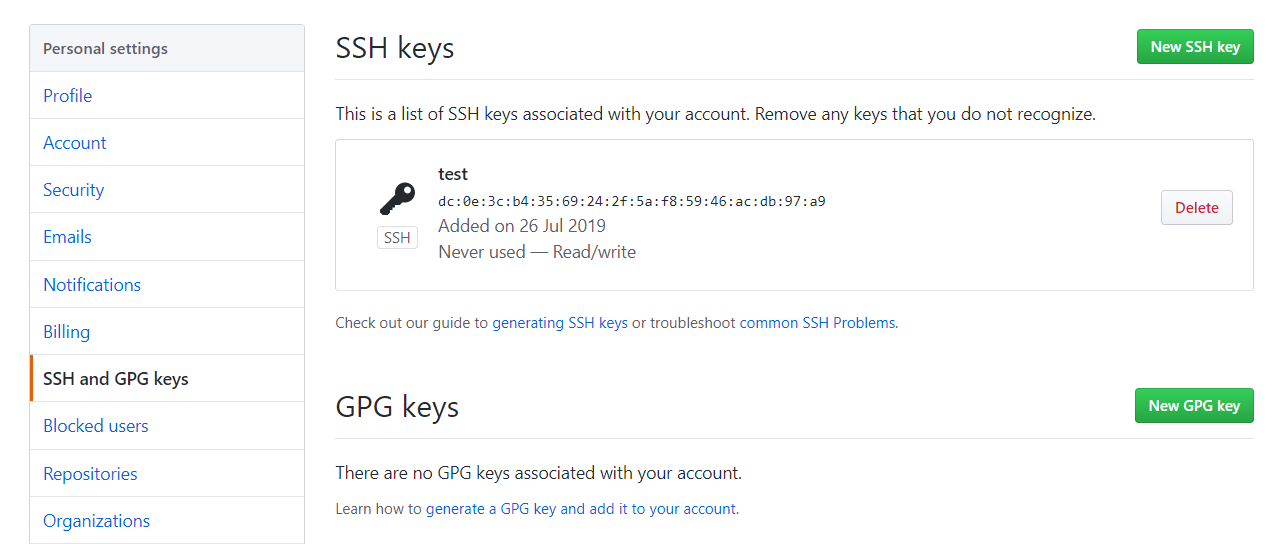 Personal settings
Profile
Account
Security
Emails
Notifications
Billing
SSH and GPG keys
Blocked users
Repositories
Organizations
SSH keys
New SSH key
This is a list of SSH keys associated with your account. Remove any keys that you do not recognize.
test
dc:0e:3c:b4:35:69:24:2f:5a:f8:59:46:ac:db:97:a9
Added on 26 Jul 2019
Never used — Read/write
SSH
Delete
Check out our guide to generating SSH keys or troubleshoot common SSH Problems.
GPG keys
New GPG key
There are no GPG keys associated with your account.
Learn how to generate a GPG key and add it to your account.